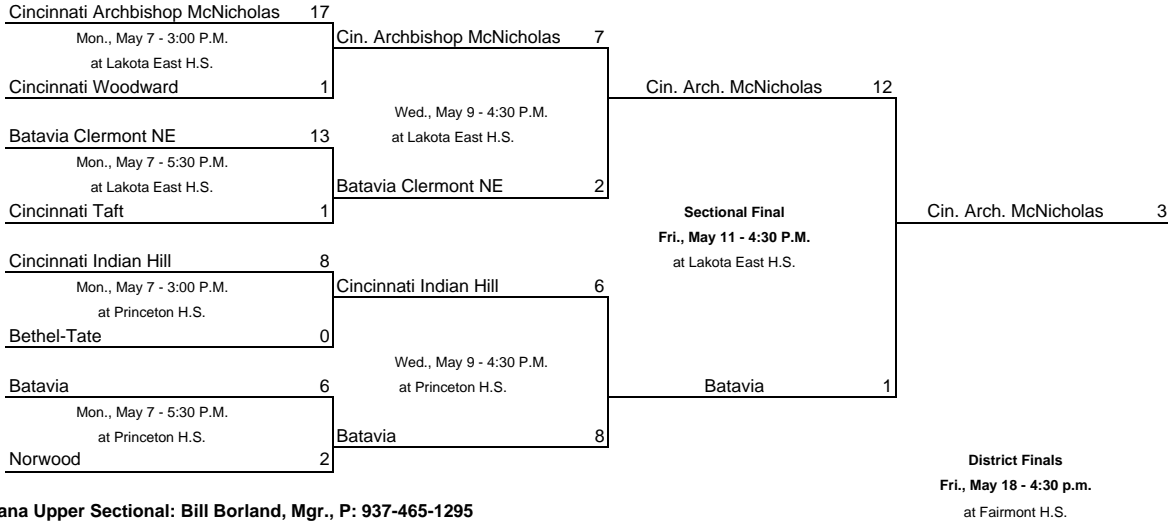 Cincinnati Archbishop McNicholas 17
Mon., May 7 - 3:00 P.M.
at Lakota East H.S.
Cincinnati Woodward 1
Batavia Clermont NE 13
Mon., May 7 - 5:30 P.M.
at Lakota East H.S.
Cincinnati Taft 1
Cincinnati Indian Hill 8
Mon., May 7 - 3:00 P.M.
at Princeton H.S.
Bethel-Tate 0
Batavia 6
Mon., May 7 - 5:30 P.M.
at Princeton H.S.
Norwood 2
Cin. Archbishop McNicholas 7
Wed., May 9 - 4:30 P.M.
at Lakota East H.S.
Batavia Clermont NE 2
Cincinnati Indian Hill 6
Wed., May 9 - 4:30 P.M.
at Princeton H.S.
Batavia 8
Cin. Arch. McNicholas 12
Sectional Final
Fri., May 11 - 4:30 P.M.
at Lakota East H.S.
Batavia 1
Cin. Arch. McNicholas 3
District Finals
Fri., May 18 - 4:30 p.m.
at Fairmont H.S.
ana Upper Sectional: Bill Borland, Mgr., P: 937-465-1295